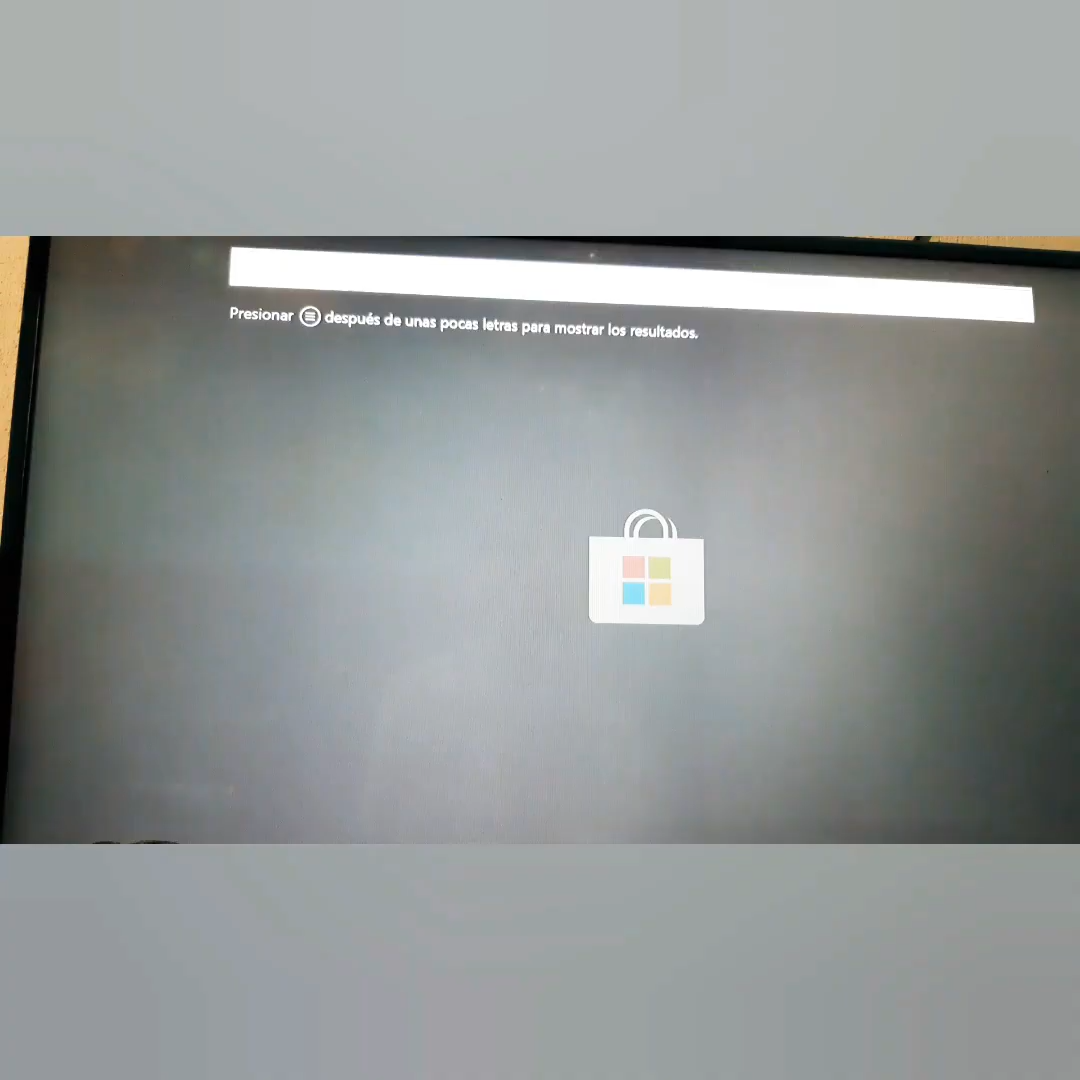 Presionar ☰ después de unas pocas letras para mostrar los resultados.